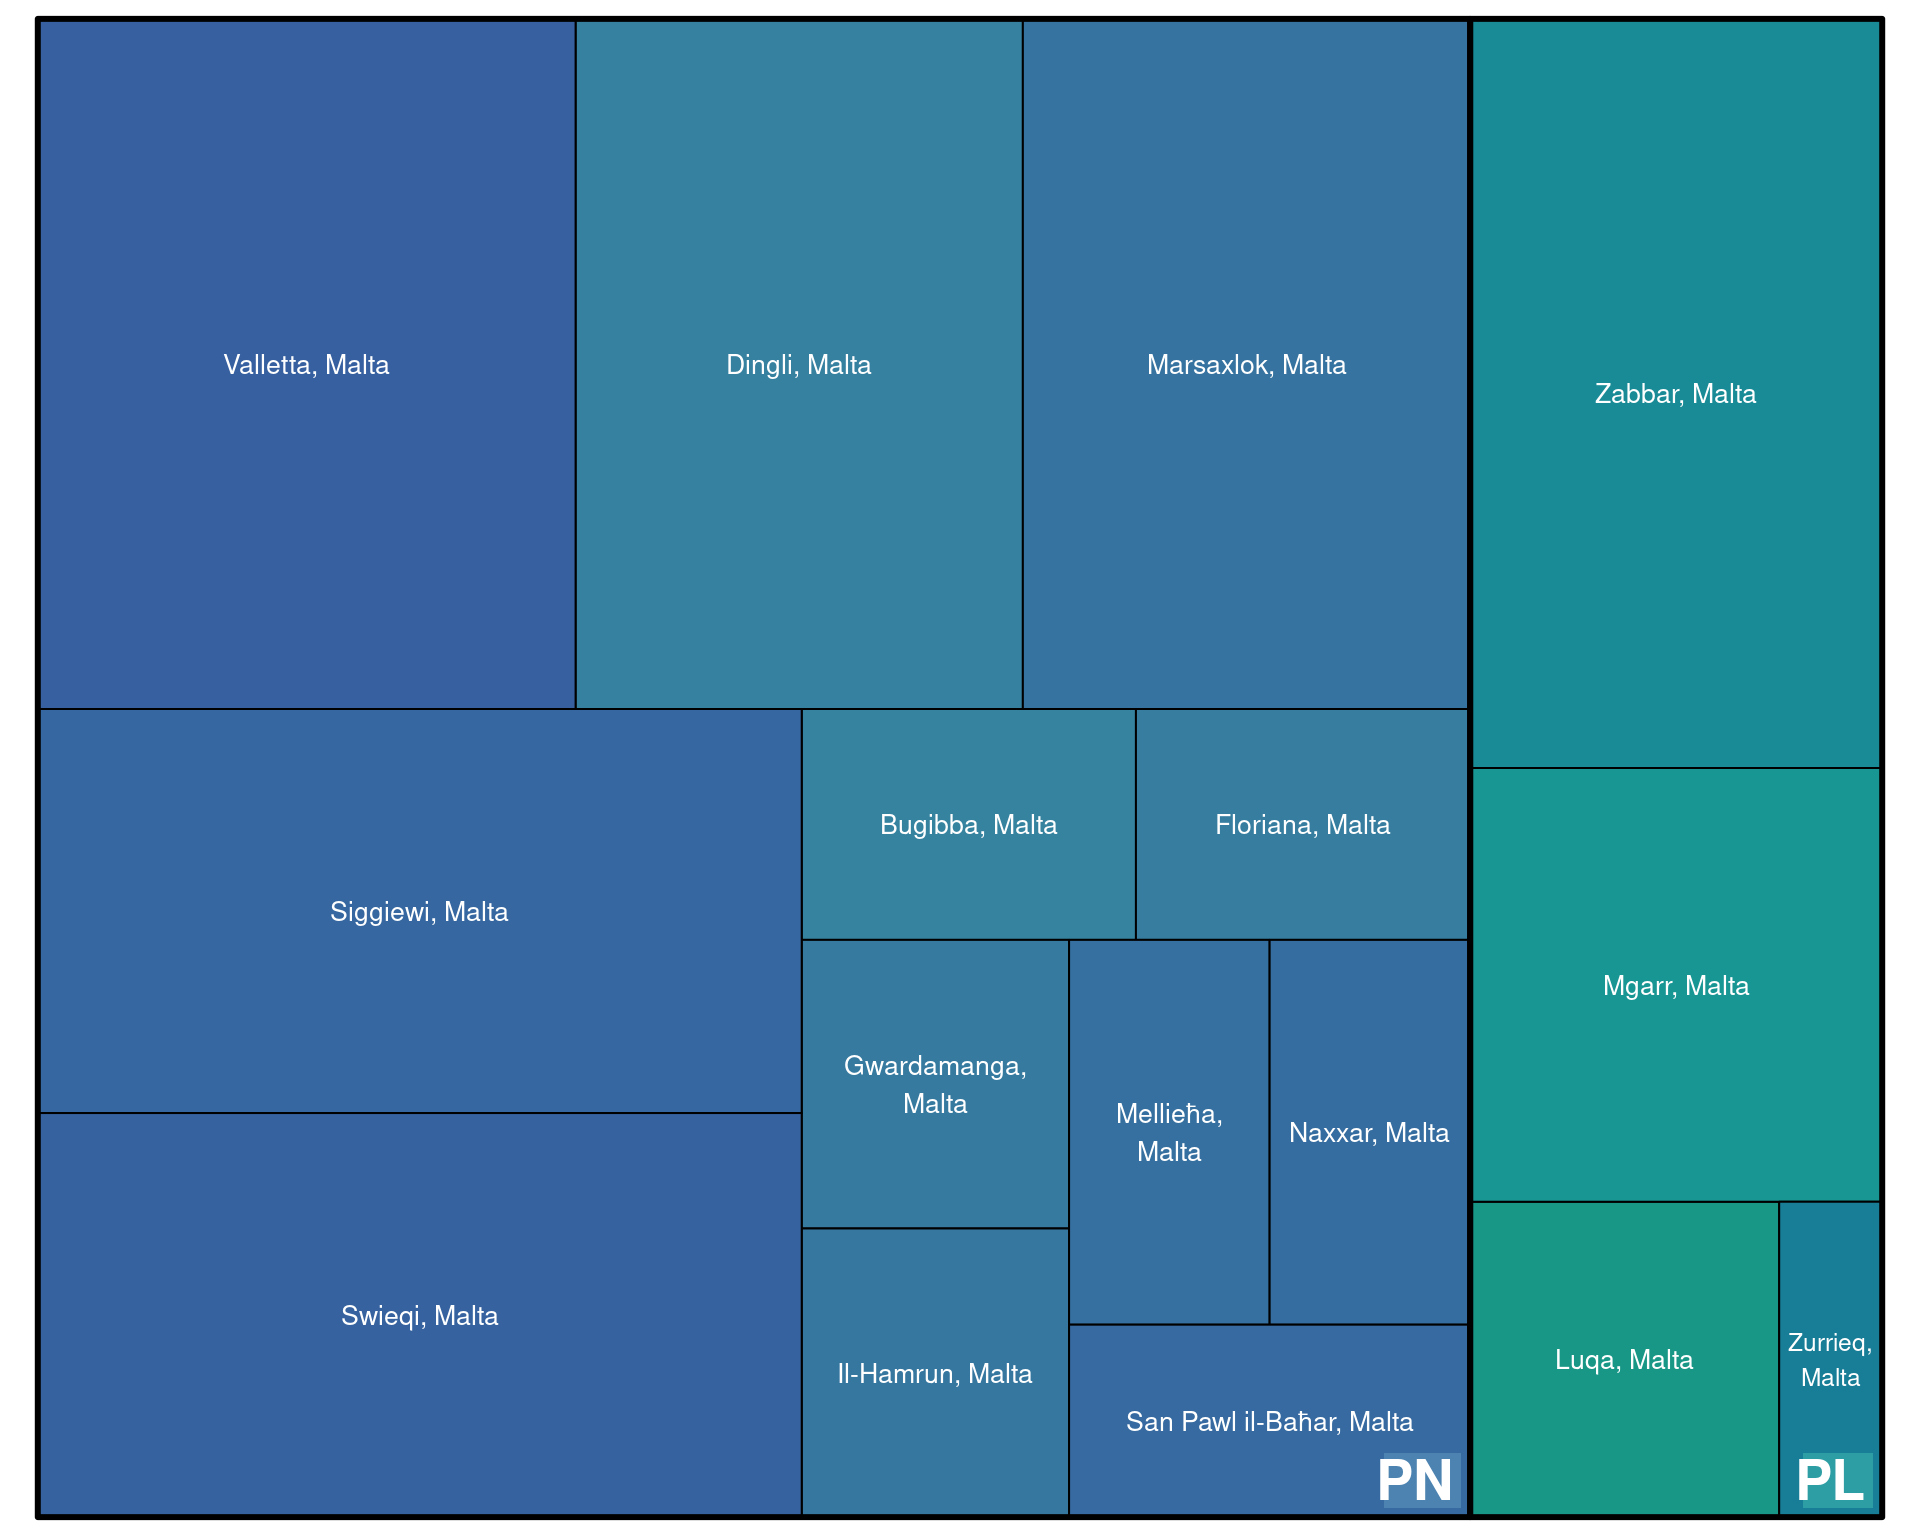 Valletta, Malta
Dingli, Malta
Marsaxlok, Malta
Zabbar, Malta
Bugibba, Malta
Floriana, Malta
Siggiewi, Malta
Mgarr, Malta
Gwardamanga,
Malta
Mellieħa,
Malta
Naxxar, Malta
Swieqi, Malta
Il-Hamrun, Malta
San Pawl il-Baħar, Malta
Luqa, Malta
Zurrieq,
Malta
PN
PL